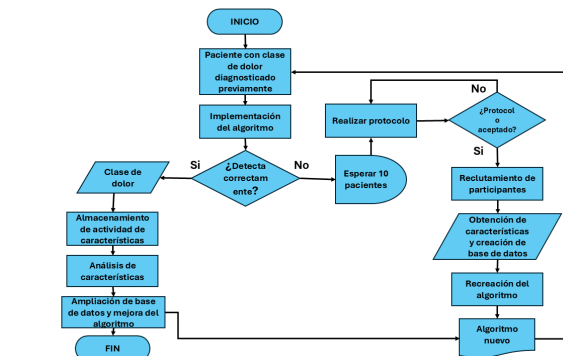 INICIO
Paciente con clase
de dolor
diagnosticado
previamente
Implementación
del algoritmo
¿Detecta
correctam
ente?
Si
No
Clase de
dolor
Almacenamiento
de actividad de
características
Análisis de
características
Ampliación de base
de datos y mejora del
algoritmo
FIN
Esperar 10
pacientes
Realizar protocolo
No
¿Protocol
o
aceptado?
Si
Reclutamiento de
participantes
Obtención de
características
y creación de
base de datos
Recreación del
algoritmo
Algoritmo
nuevo